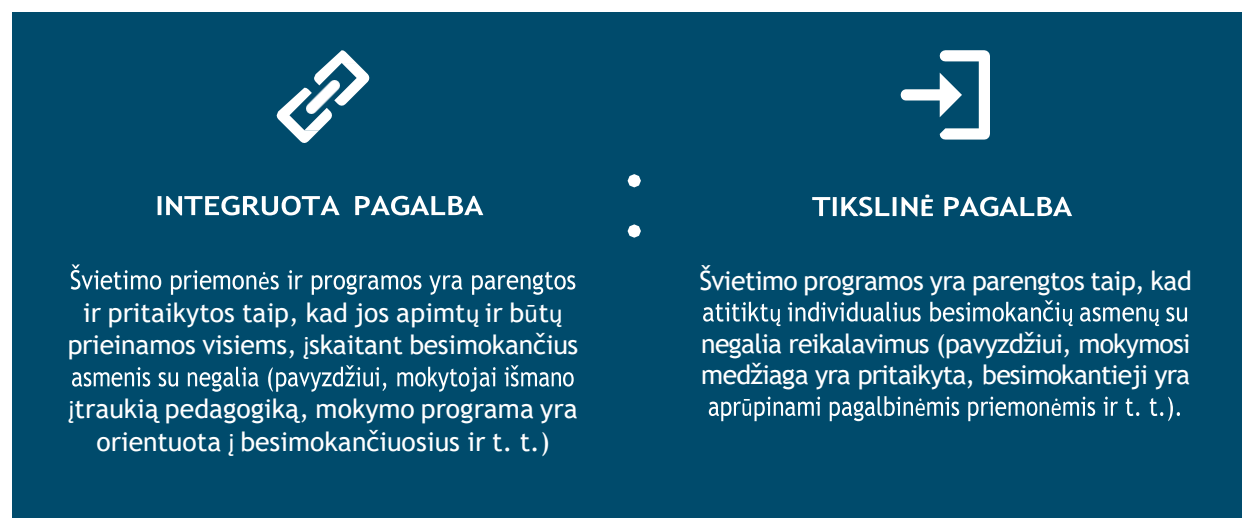 INTEGRUOTA PAGALBA
Švietimo priemonės ir programos yra parengtos
ir pritaikytos taip, kad jos apimtų ir būtų
prieinamos visiems, įskaitant besimokančius
asmenis su negalia (pavyzdžiui, mokytojai išmano
įtraukią pedagogiką, mokymo programa yra
orientuota į besimokančiuosius ir t. t.)
TIKSLINĖ PAGALBA
Švietimo programos yra parengtos taip, kad
atitiktų individualius besimokančių asmenų su
negalia reikalavimus (pavyzdžiui, mokymosi
medžiaga yra pritaikyta, besimokantieji yra
aprūpinami pagalbinėmis priemonėmis ir t. t.).